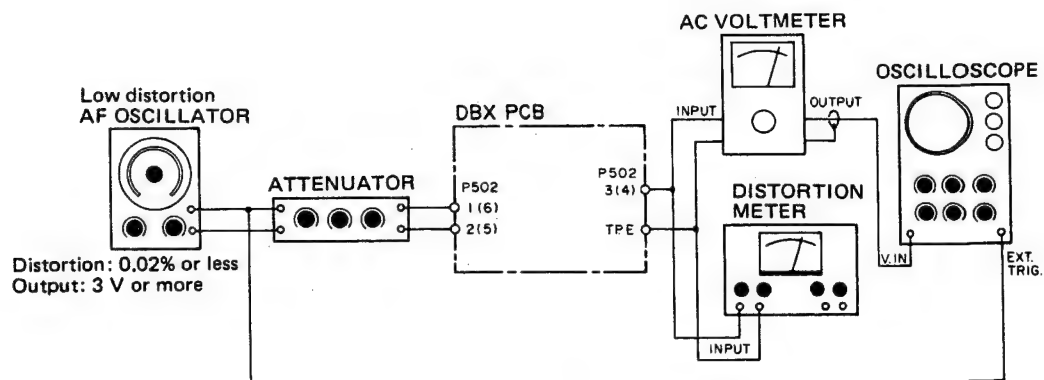 AC VOLTMETER
OSCILLOSCOPE
Low distortion
AF OSCILLATOR
DBX PCB
INPUT
OUTPUT
ATTENUATOR
P502
1(6)
2(5)
P502
3(4)
TPE
DISTORTION
METER
V.IN
EXT.
TRIG.
Distortion: 0.02% or less
Output: 3 V or more
INPUT